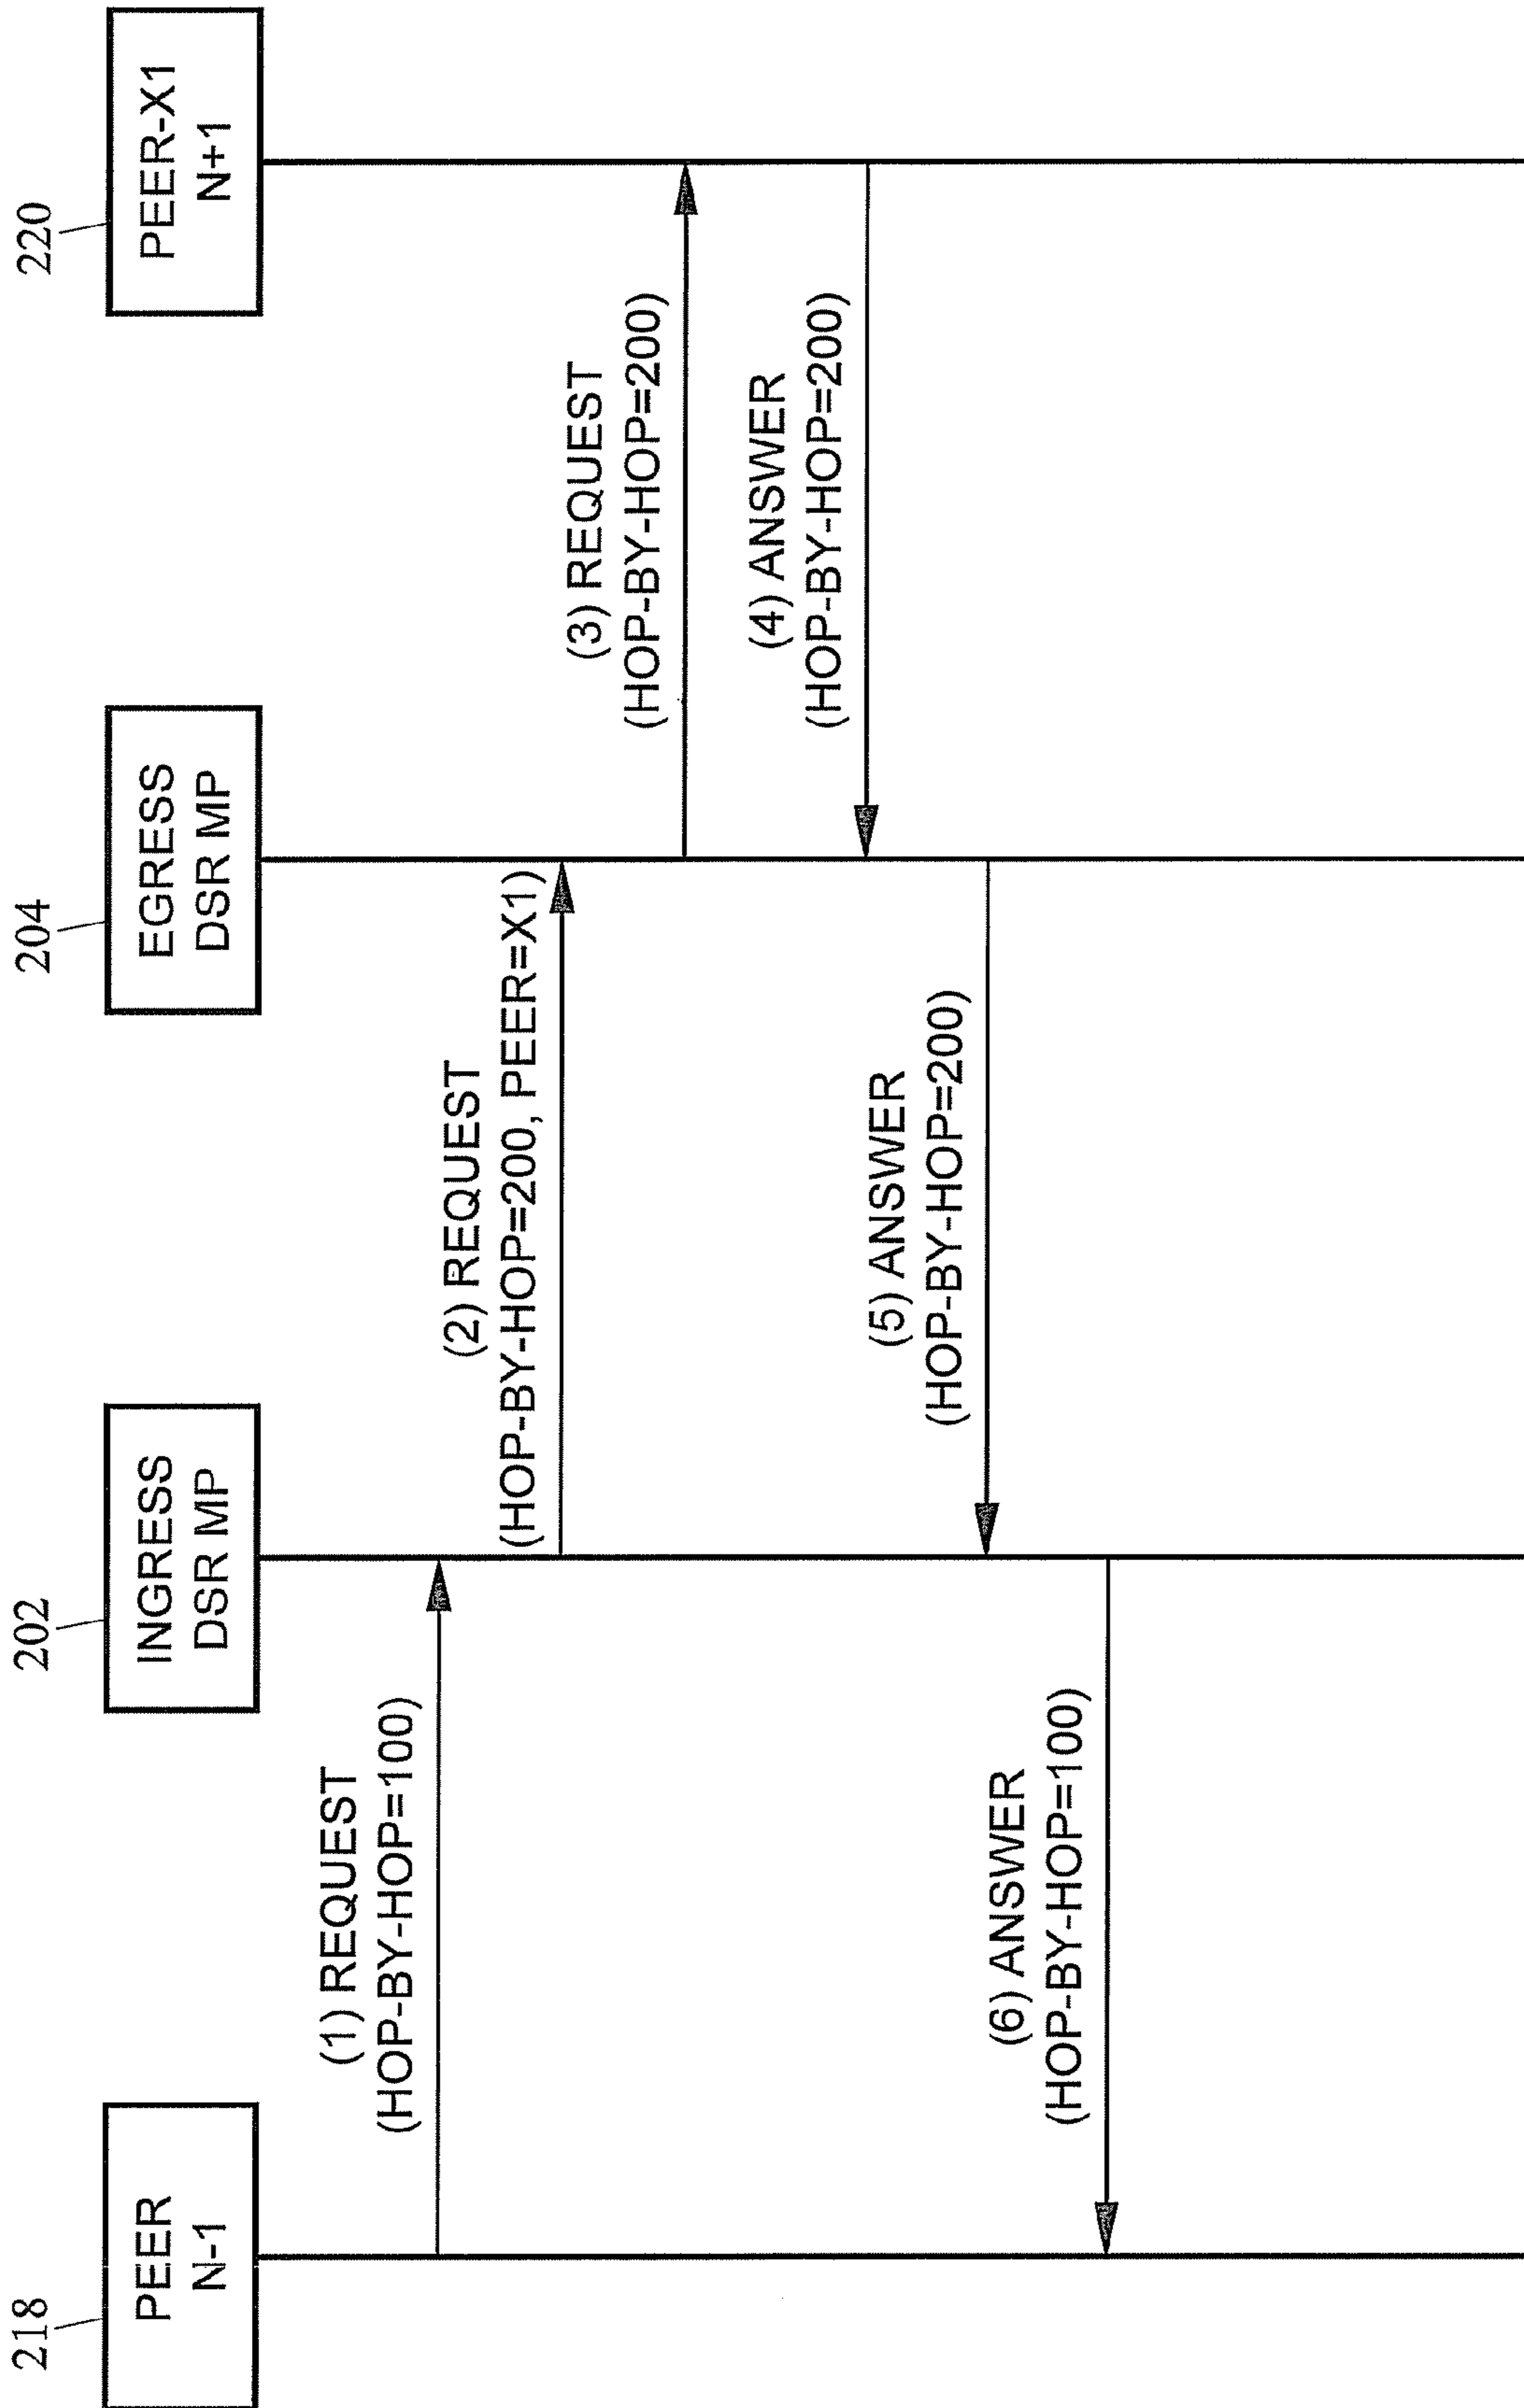 218
PEER
N-1
202
INGRESS
DSR MP
204
EGRESS
DSR MP
220
PEER-X1
N+1
(1) REQUEST
(HOP-BY-HOP=100)
(2) REQUEST
(HOP-BY-HOP=200, PEER=X1)
(3) REQUEST
(HOP-BY-HOP=200)
(4) ANSWER
(HOP-BY-HOP=200)
(5) ANSWER
(HOP-BY-HOP=200)
(6) ANSWER
(HOP-BY-HOP=100)